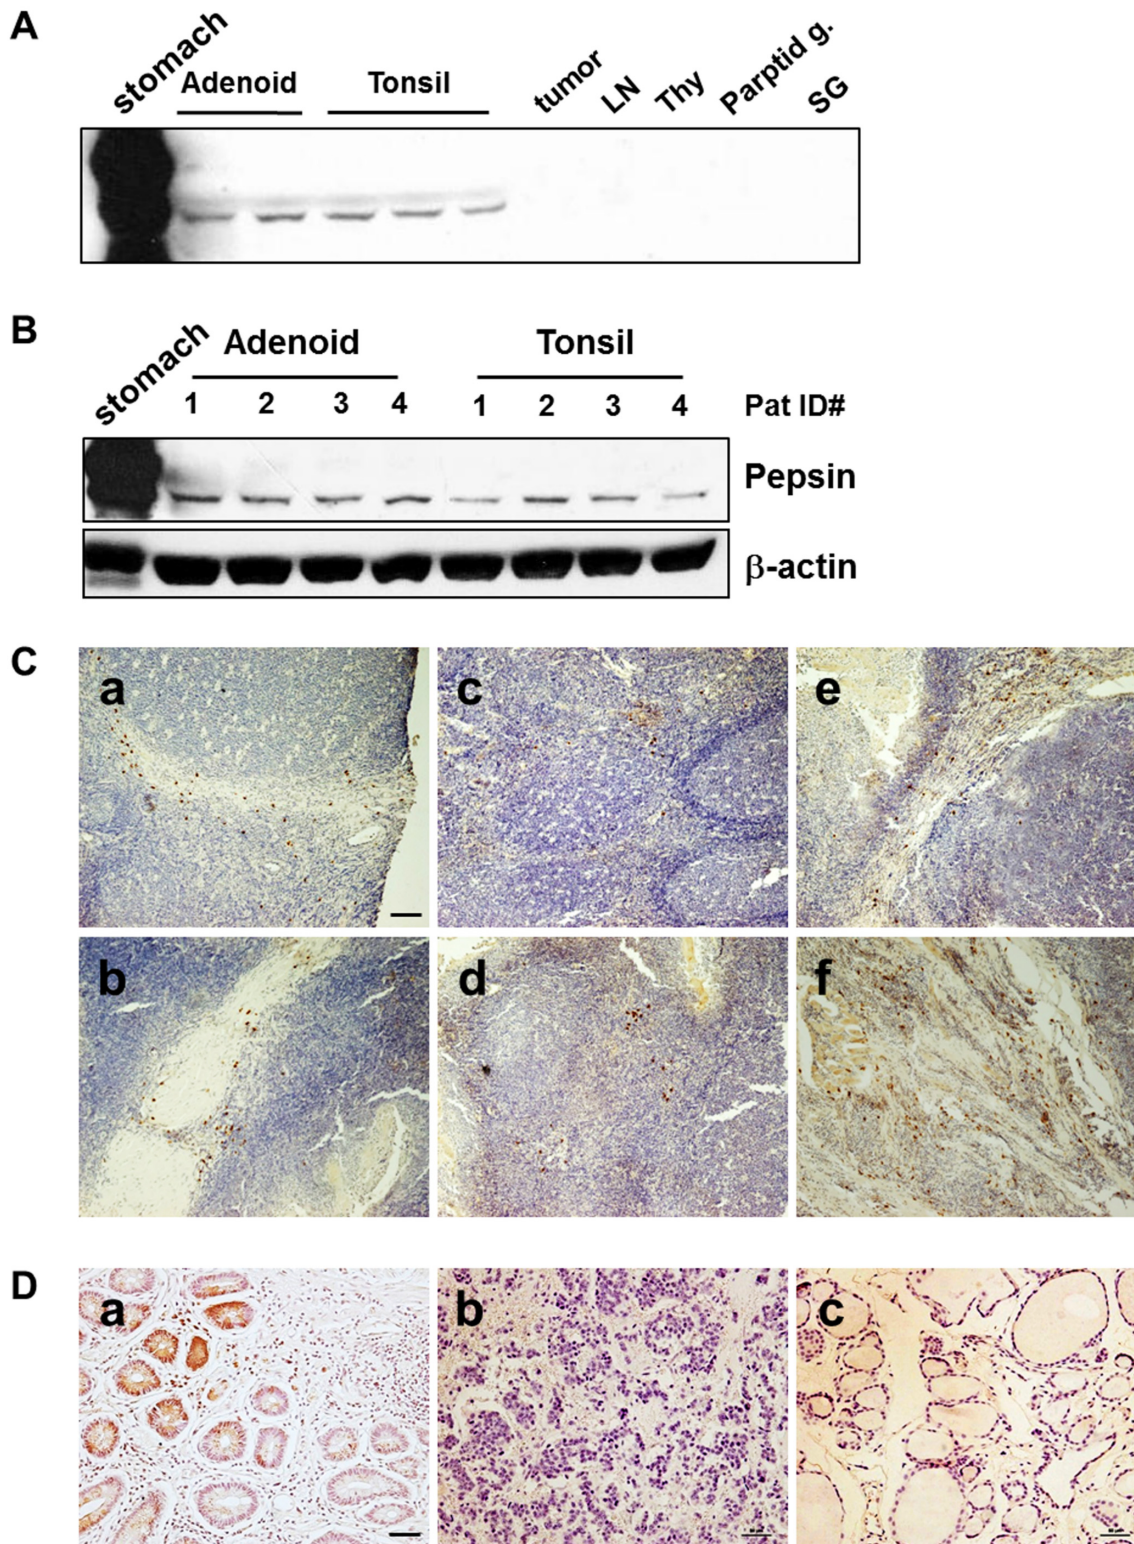 A
stomach
Adenoid
Tonsil
tumor
LN
Thy
Parptid g.
SG
B
stomach
Adenoid
Tonsil
1 2 3 4 1 2 3 4 Pat ID#
Pepsin
β-actin
C
a c e
b d f
D
a b c